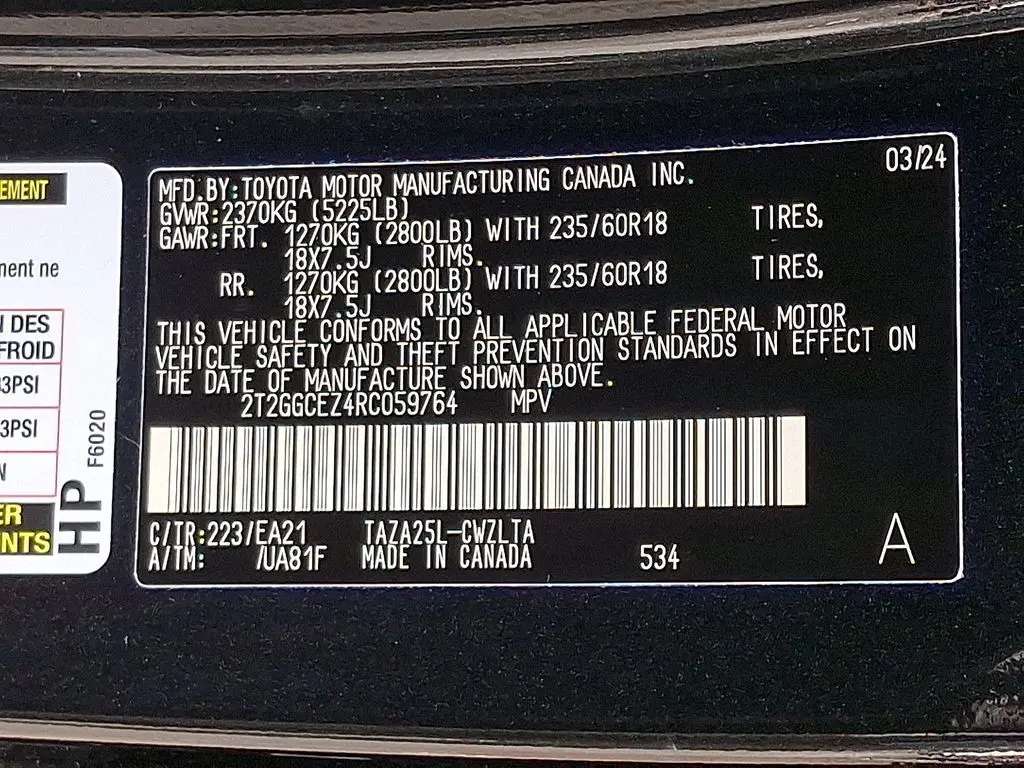 EMENT
ment ne
N DES
FROID
3PSI
3PSI
N
ER
NTS
F6020
HP
03/24
MFD.BY:TOYOTA MOTOR MANUFACTURING CANADA INC.
GVWR:2370KG (5225LB)
GAWR:FRT. 1270KG (2800LB) WITH 235/60R18 TIRES,
18X7.5J RIMS.
RR. 1270KG (2800LB) WITH 235/60R18 TIRES,
18X7.5J RIMS.
THIS VEHICLE CONFORMS TO ALL APPLICABLE FEDERAL MOTOR
VEHICLE SAFETY AND THEFT PREVENTION STANDARDS IN EFFECT ON
THE DATE OF MANUFACTURE SHOWN ABOVE.
2T2GGCEZ4RC059764 MPV
C/TR:223/EA21 TAZA25L-CWZLTA
A/TM: /UA81F MADE IN CANADA 534
A